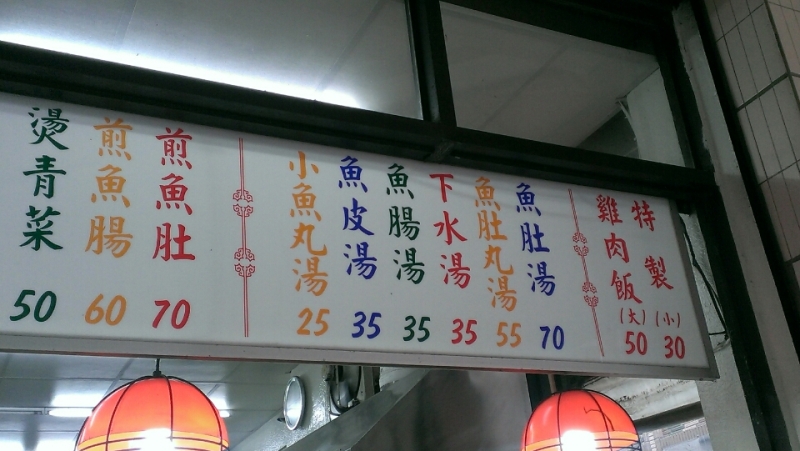 特製
雞肉飯
(大) (小)
50 30
魚肚湯
70
魚肚丸湯
55
下水湯
35
魚腸湯
35
魚皮湯
35
小魚丸湯
25
煎魚肚
70
煎魚腸
60
燙青菜
50